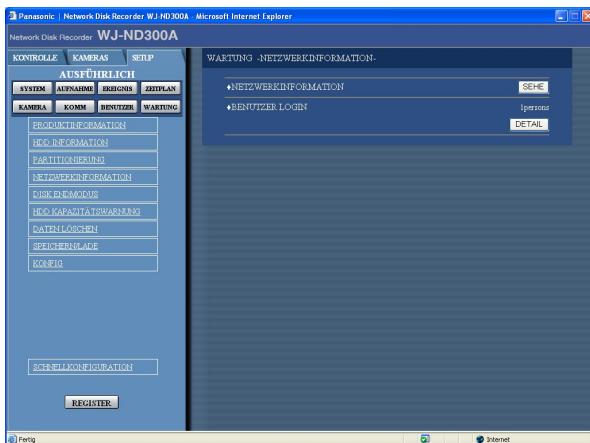 Panasonic | Network Disk Recorder WJ-ND300A - Microsoft Internet Explorer
Network Disk Recorder WJ-ND300A
KONTROLLE KAMERAS SETUP
AUSFÜHRLICH
SYSTEM AUFNAHME EREIGNIS ZEITPLAN
KAMERA KOMM BENUTZER WARTUNG
PRODUKTINFORMATION
HDD INFORMATION
PARTITIONIERUNG
NETZWERKINFORMATION
DISK ENDMODUS
HDD KAPAZITÄTSWARNUNG
DATEN LÖSCHEN
SPEICHERN/LADE
KONFIG
SCHNELLKONFIGURATION
REGISTER
WARTUNG -NETZWERKINFORMATION-
♦NETZWERKINFORMATION SEHE
♦BENUTZER LOGIN 1persons
DETAIL
Fertig Internet